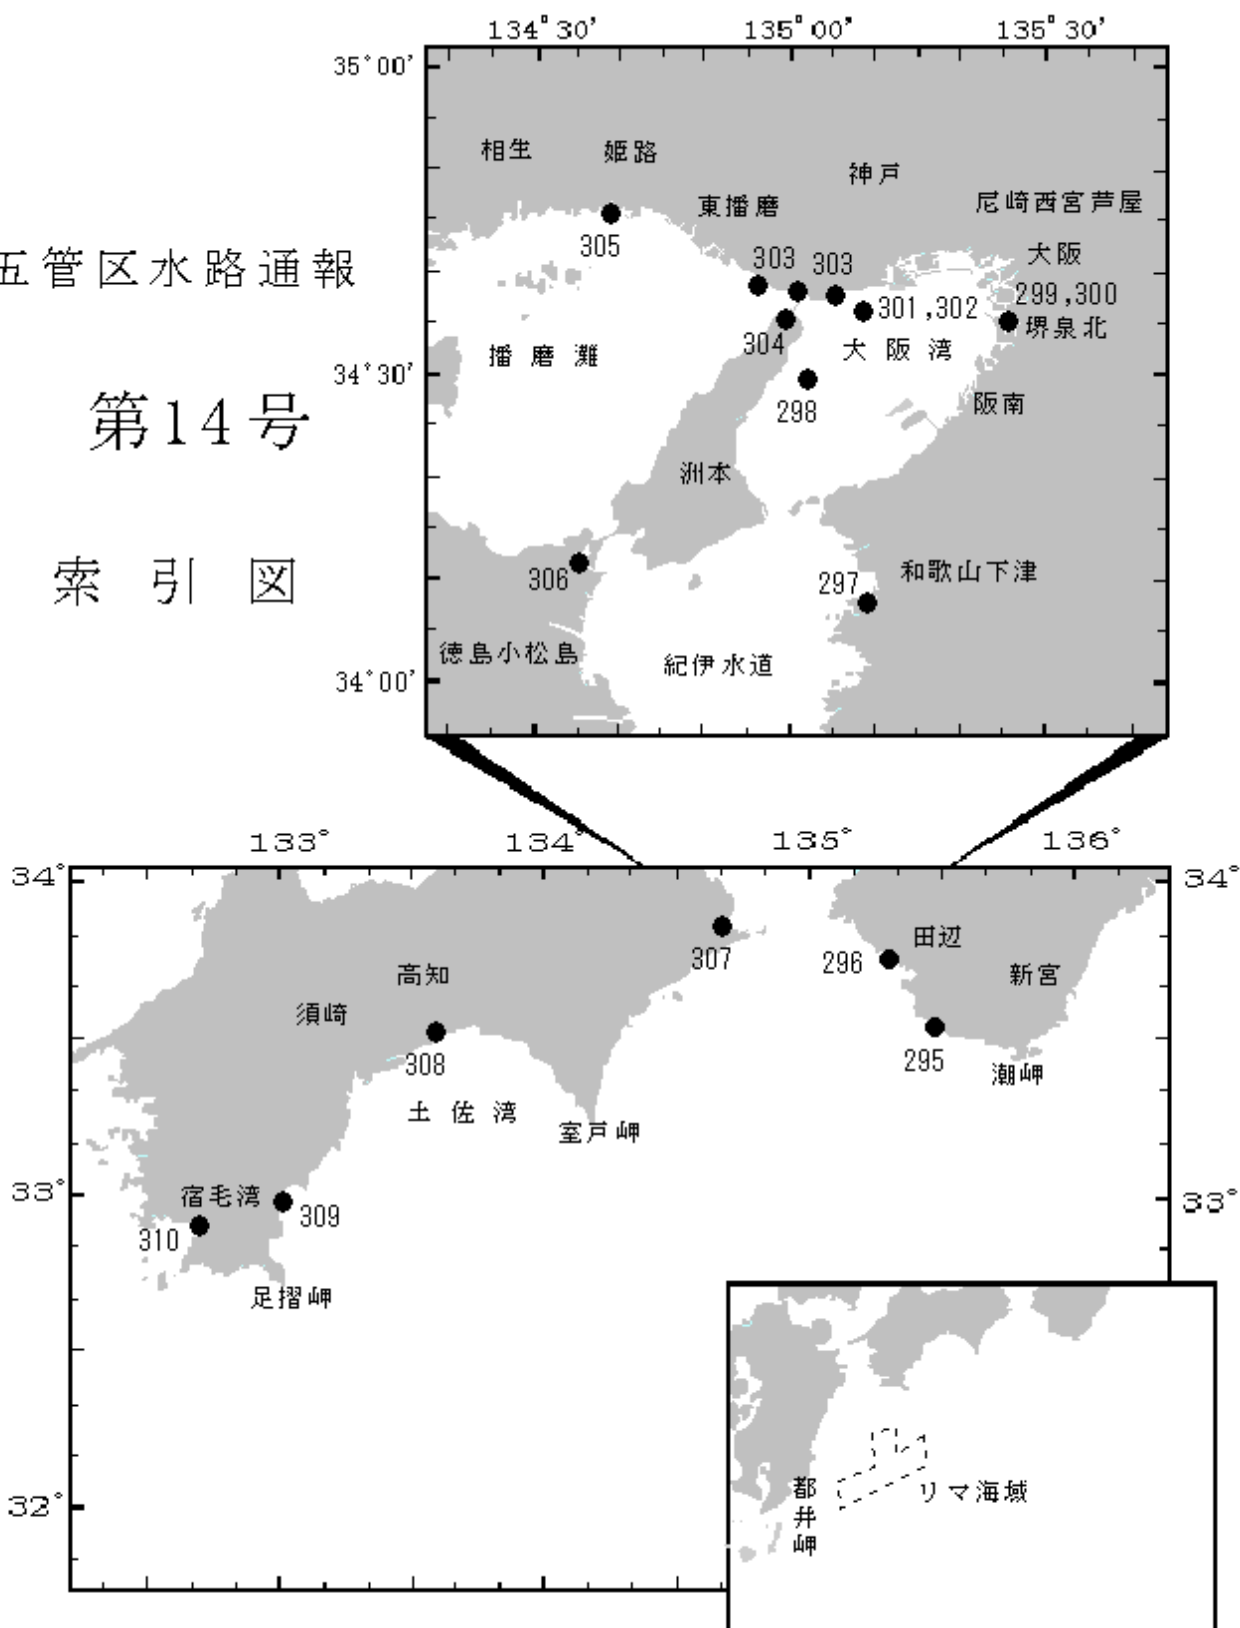 134°30' 135°00' 135°30'
35°00'
相生 姫路
神戸
東播磨 尼崎西宮芦屋
305
大阪
五管区水路通報
303 303
299,300
301,302
堺泉北
304
播磨灘 大阪湾
34°30'
298
阪南
第14号
洲本
索引図
306 297 和歌山下津
徳島小松島 紀伊水道
34°00'
133° 134° 135° 136°
34° 34°
田辺
307 296
高知 新宮
須崎
308 295
潮岬
土佐湾
室戸岬
33° 宿毛湾 33°
309
310
足摺岬
リマ海域
都井岬
32°